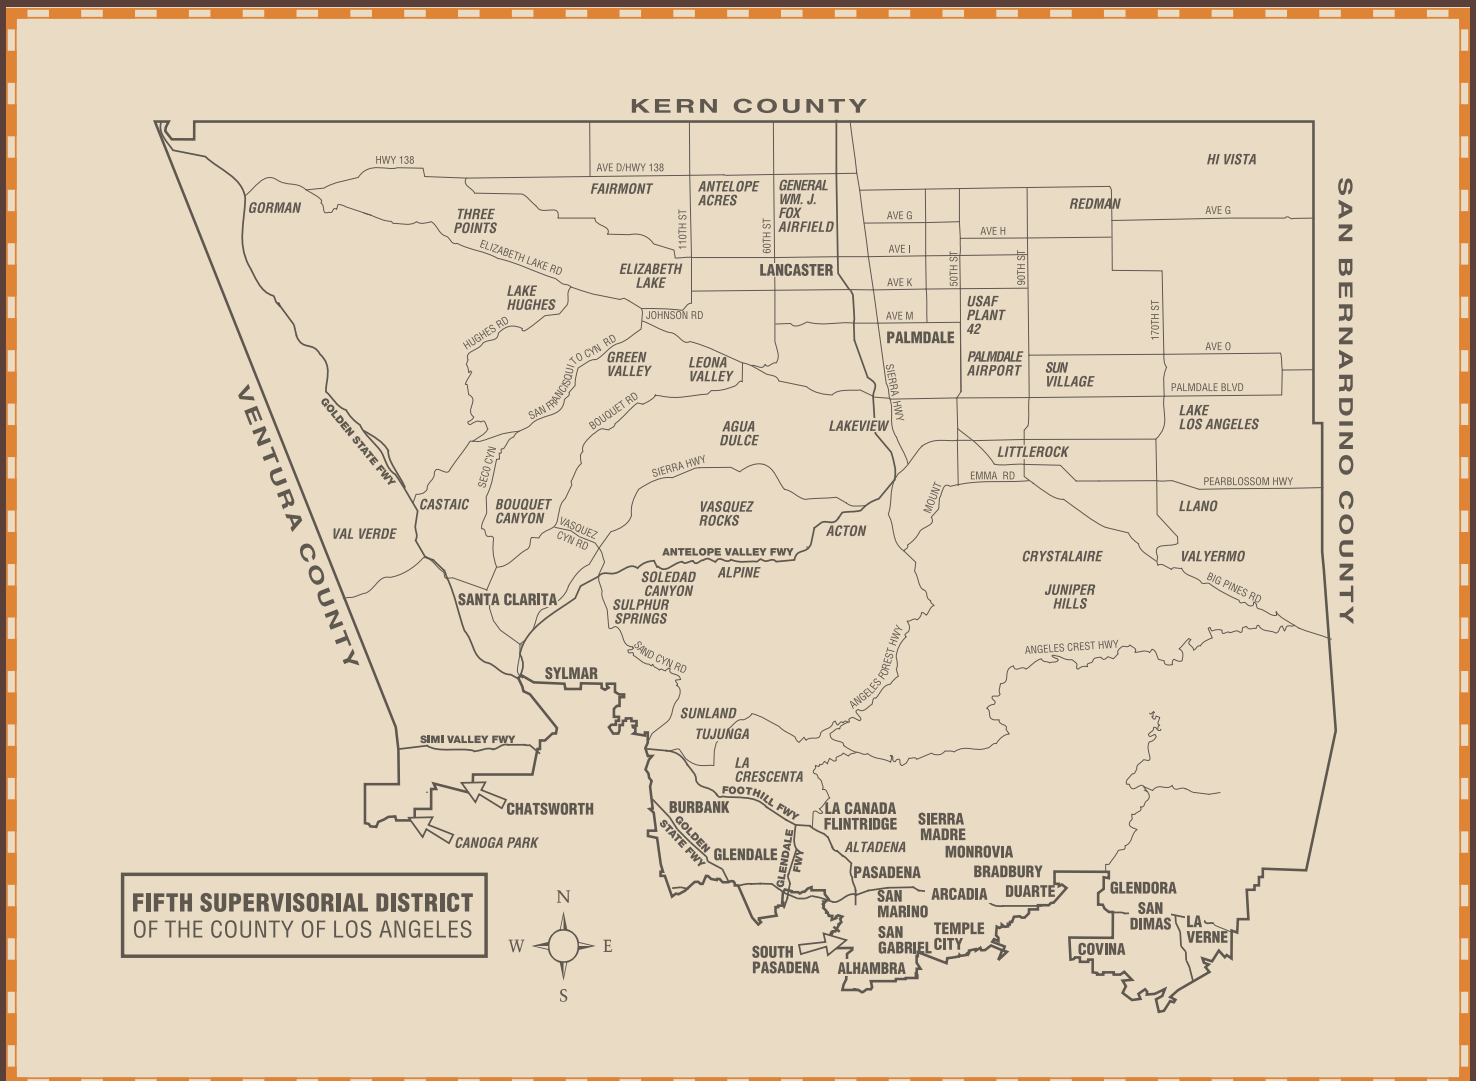 KERN COUNTY
HI VISTA
HWY 138
AVE D/HWY 138
FAIRMONT
ANTELOPE
ACRES
GENERAL
WM. J.
FOX
AIRFIELD
GORMAN
THREE
POINTS
110TH ST
60TH ST
AVE G
REDMAN
AVE G
AVE H
SAN BERNARDINO COUNTY
ELIZABETH LAKE RD
ELIZABETH
LAKE
LANCASTER
AVE I
50TH ST
90TH ST
AVE K
LAKE
HUGHES
HUGHES RD
JOHNSON RD
AVE M
USAF
PLANT
42
170TH ST
PALMDALE
SAN FRANCISQUITO CYN RD
GREEN
VALLEY
LEONA
VALLEY
SIERRA HWY
PALMDALE
AIRPORT
SUN
VILLAGE
AVE O
PALMDALE BLVD
VENTURA COUNTY
GOLDEN STATE FWY
BOUQUET RD
AGUA
DULCE
LAKEVIEW
LAKE
LOS ANGELES
LITTLEROCK
SECO CYN
SIERRA HWY
EMMA RD
PEARBLOSSOM HWY
CASTAIC
BOUQUET
CANYON
VASQUEZ
ROCKS
MOUNT
LLANO
VAL VERDE
VASQUEZ
CYN RD
ACTON
ANTELOPE VALLEY FWY
CRYSTALAIRE
VALYERMO
SOLEDAD
CANYON
ALPINE
BIG PINES RD
SANTA CLARITA
SULPHUR
SPRINGS
JUNIPER
HILLS
SAND CYN RD
ANGELES FOREST HWY
ANGELES CREST HWY
SYLMAR
SUNLAND
TUJUNGA
SIMI VALLEY FWY
LA
CRESCENTA
FOOTHILL FWY
CHATSWORTH
CANOGA PARK
BURBANK
GOLDEN
STATE FWY
LA CANADA
FLINTRIDGE
SIERRA
MADRE
ALTADENA
MONROVIA
GLENDALE
GLENDALE
FWY
PASADENA
BRADBURY
ARCADIA
DUARTE
SAN
MARINO
GLENDORA
SAN
DIMAS
LA
VERNE
SAN
GABRIEL
TEMPLE
CITY
COVINA
SOUTH
PASADENA
ALHAMBRA
FIFTH SUPERVISORIAL DISTRICT
OF THE COUNTY OF LOS ANGELES
N
W
E
S